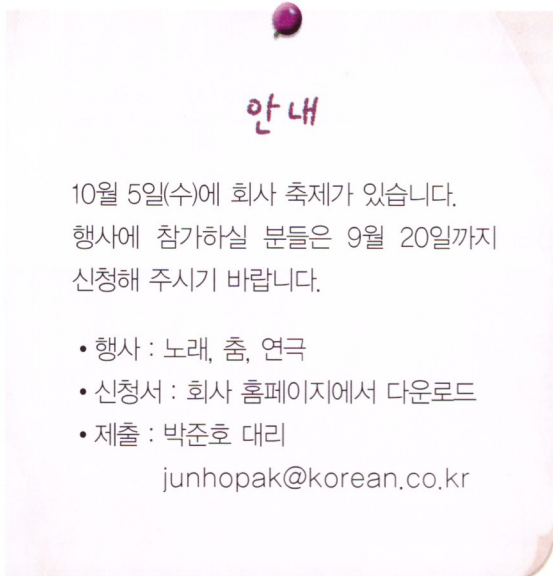 안내
10월 5일(수)에 회사 축제가 있습니다.
행사에 참가하실 분들은 9월 20일까지
신청해 주시기 바랍니다.
• 행사 : 노래, 춤, 연극
• 신청서 : 회사 홈페이지에서 다운로드
• 제출 : 박준호 대리
junhopak@korean.co.kr